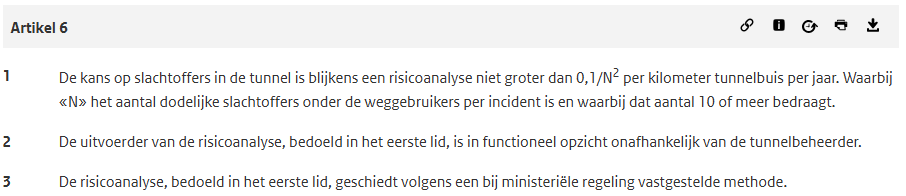 Artikel 6
1 De kans op slachtoffers in de tunnel is blijkens een risicoanalyse niet groter dan 0,1/N² per kilometer tunnelbuis per jaar. Waarbij
«N» het aantal dodelijke slachtoffers onder de weggebruikers per incident is en waarbij dat aantal 10 of meer bedraagt.
2 De uitvoerder van de risicoanalyse, bedoeld in het eerste lid, is in functioneel opzicht onafhankelijk van de tunnelbeheerder.
3 De risicoanalyse, bedoeld in het eerste lid, geschiedt volgens een bij ministeriële regeling vastgestelde methode.